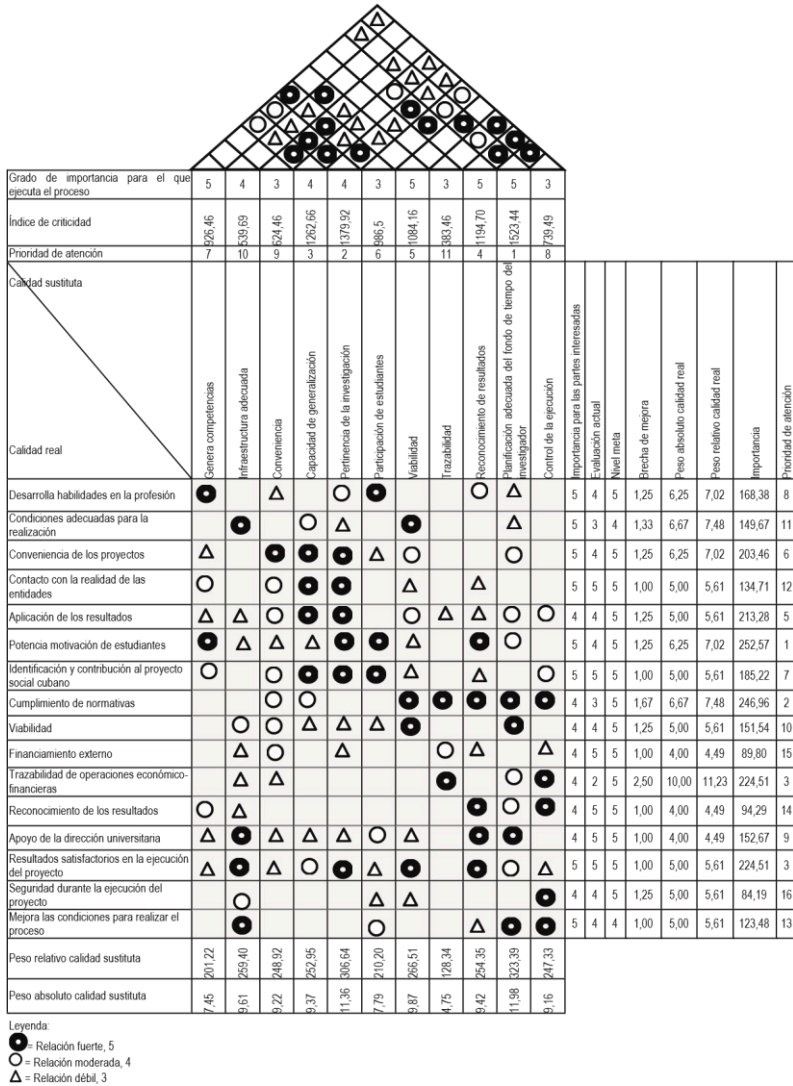 Grado de importancia para el que
ejecuta el proceso
5 4 3 4 4 3 5 3 5 5 3
Índice de criticidad
926,46 539,69 624,46 1262,66 1379,92 986,5 1084,16 383,46 1194,70 1523,44 739,49
Prioridad de atención
7 10 9 3 2 6 5 11 4 1 8
Calidad sustituta
Calidad real
Genera competencias
Infraestructura adecuada
Conveniencia
Capacidad de generalización
Pertinencia de la investigación
Participación de estudiantes
Viabilidad
Trazabilidad
Reconocimiento de resultados
Planificación adecuada del fondo de tiempo del
investigador
Control de la ejecución
Importancia para las partes interesadas
Evaluación actual
Nivel meta
Brecha de mejora
Peso absoluto calidad real
Peso relativo calidad real
Importancia
Prioridad de atención
Desarrolla habilidades en la profesión 5 4 5 1,25 6,25 7,02 168,38 8
Condiciones adecuadas para la
realización 5 3 4 1,33 6,67 7,48 149,67 11
Conveniencia de los proyectos 5 4 5 1,25 6,25 7,02 203,46 6
Contacto con la realidad de las
entidades 5 5 5 1,00 5,00 5,61 134,71 12
Aplicación de los resultados 4 4 5 1,25 5,00 5,61 213,28 5
Potencia motivación de estudiantes 5 4 5 1,25 6,25 7,02 252,57 1
Identificación y contribución al proyecto
social cubano 5 5 5 1,00 5,00 5,61 185,22 7
Cumplimiento de normativas 4 3 5 1,67 6,67 7,48 246,96 2
Viabilidad 4 4 5 1,25 5,00 5,61 151,54 10
Financiamiento externo 4 5 5 1,00 4,00 4,49 89,80 15
Trazabilidad de operaciones económico-
financieras 4 2 5 2,50 10,00 11,23 224,51 3
Reconocimiento de los resultados 4 5 5 1,00 4,00 4,49 94,29 14
Apoyo de la dirección universitaria 4 5 5 1,00 4,00 4,49 152,67 9
Resultados satisfactorios en la ejecución
del proyecto 5 5 5 1,00 5,00 5,61 224,51 3
Seguridad durante la ejecución del
proyecto 4 4 5 1,25 5,00 5,61 84,19 16
Mejora las condiciones para realizar el
proceso 5 4 4 1,00 5,00 5,61 123,48 13
Peso relativo calidad sustituta
201,22 259,40 248,92 252,95 306,64 210,20 266,51 128,34 254,35 323,39 247,33
Peso absoluto calidad sustituta
7,45 9,61 9,22 9,37 11,36 7,79 9,87 4,75 9,42 11,98 9,16
Leyenda:
= Relación fuerte, 5
= Relación moderada, 4
= Relación débil, 3